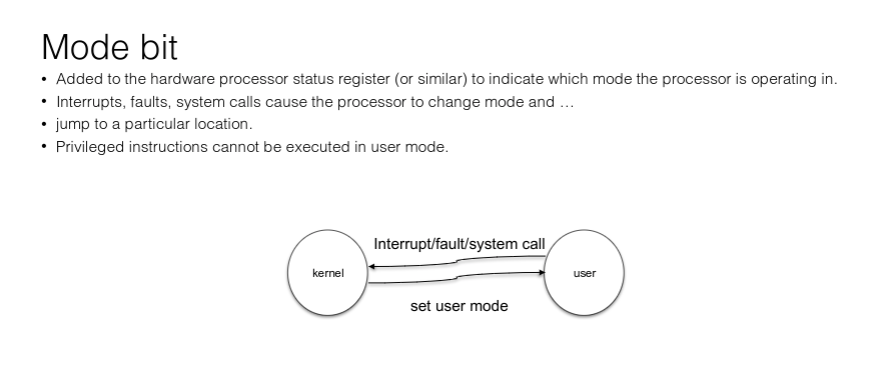 Mode bit
• Added to the hardware processor status register (or similar) to indicate which mode the processor is operating in.
• Interrupts, faults, system calls cause the processor to change mode and …
• jump to a particular location.
• Privileged instructions cannot be executed in user mode.
Interrupt/fault/system call
kernel
user
set user mode